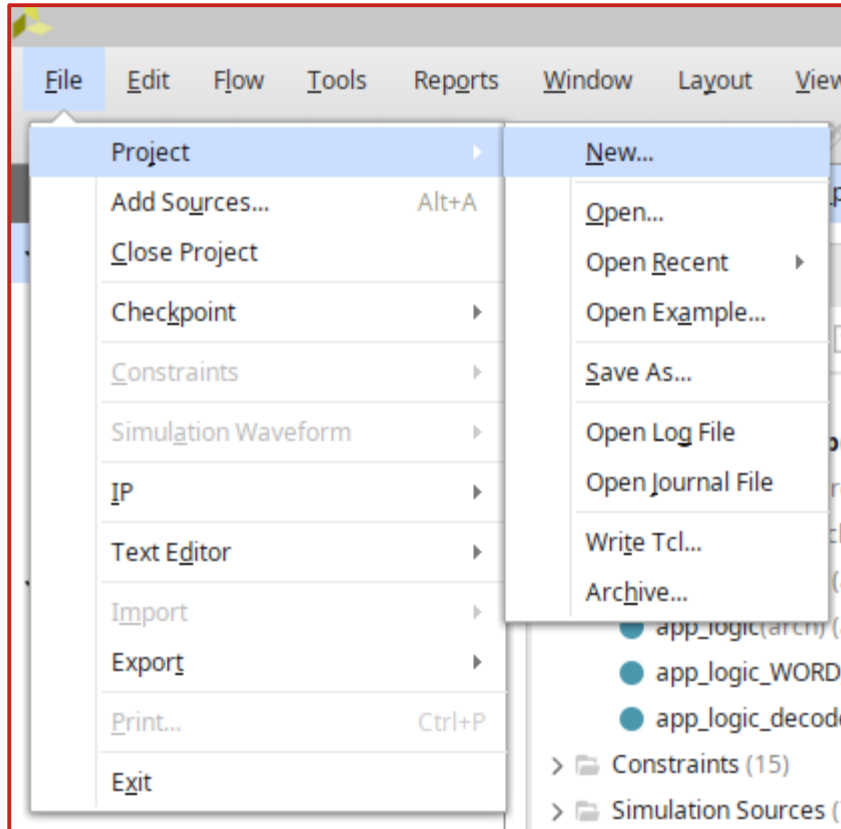 File Edit Flow Tools Reports Window Layout View
Project
Add Sources... Alt+A
Close Project
Checkpoint
Constraints
Simulation Waveform
IP
Text Editor
Import
Export
Print... Ctrl+P
Exit
New...
Open...
Open Recent
Open Example...
Save As...
Open Log File
Open Journal File
Write Tcl...
Archive...
app_logic(arch) (
app_logic_WORD
app_logic_decod
Constraints (15)
Simulation Sources (